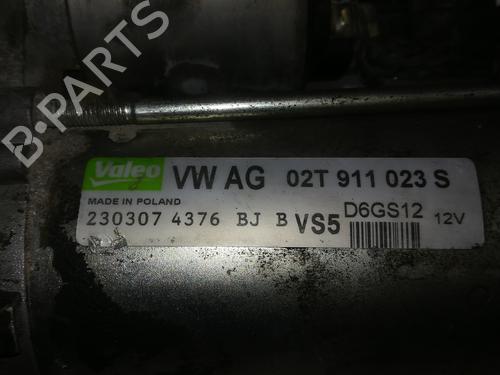 B-PARTS
Valeo VW AG 02T 911 023 S
MADE IN POLAND
230307 4376 BJ B VS5 D6GS12 12V